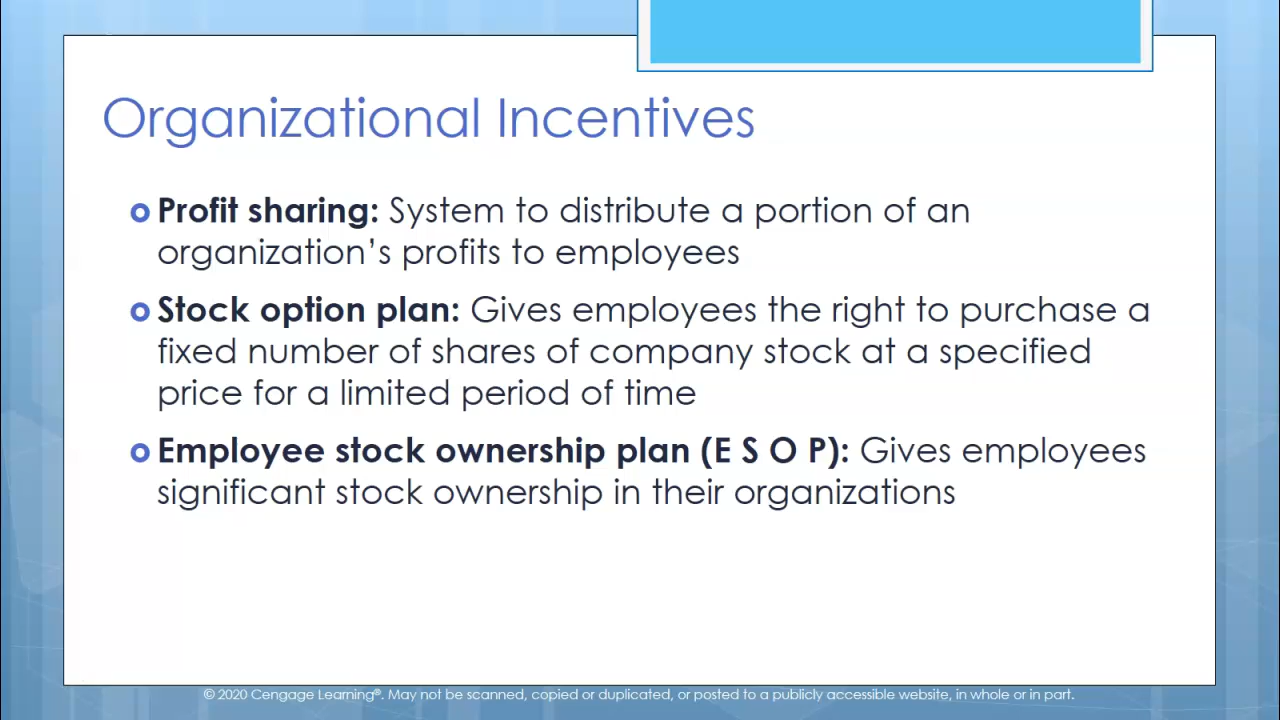 Organizational Incentives
Profit sharing: System to distribute a portion of an
organization’s profits to employees
Stock option plan: Gives employees the right to purchase a
fixed number of shares of company stock at a specified
price for a limited period of time
Employee stock ownership plan (E S O P): Gives employees
significant stock ownership in their organizations
© 2020 Cengage Learning®. May not be scanned, copied or duplicated, or posted to a publicly accessible website, in whole or in part.